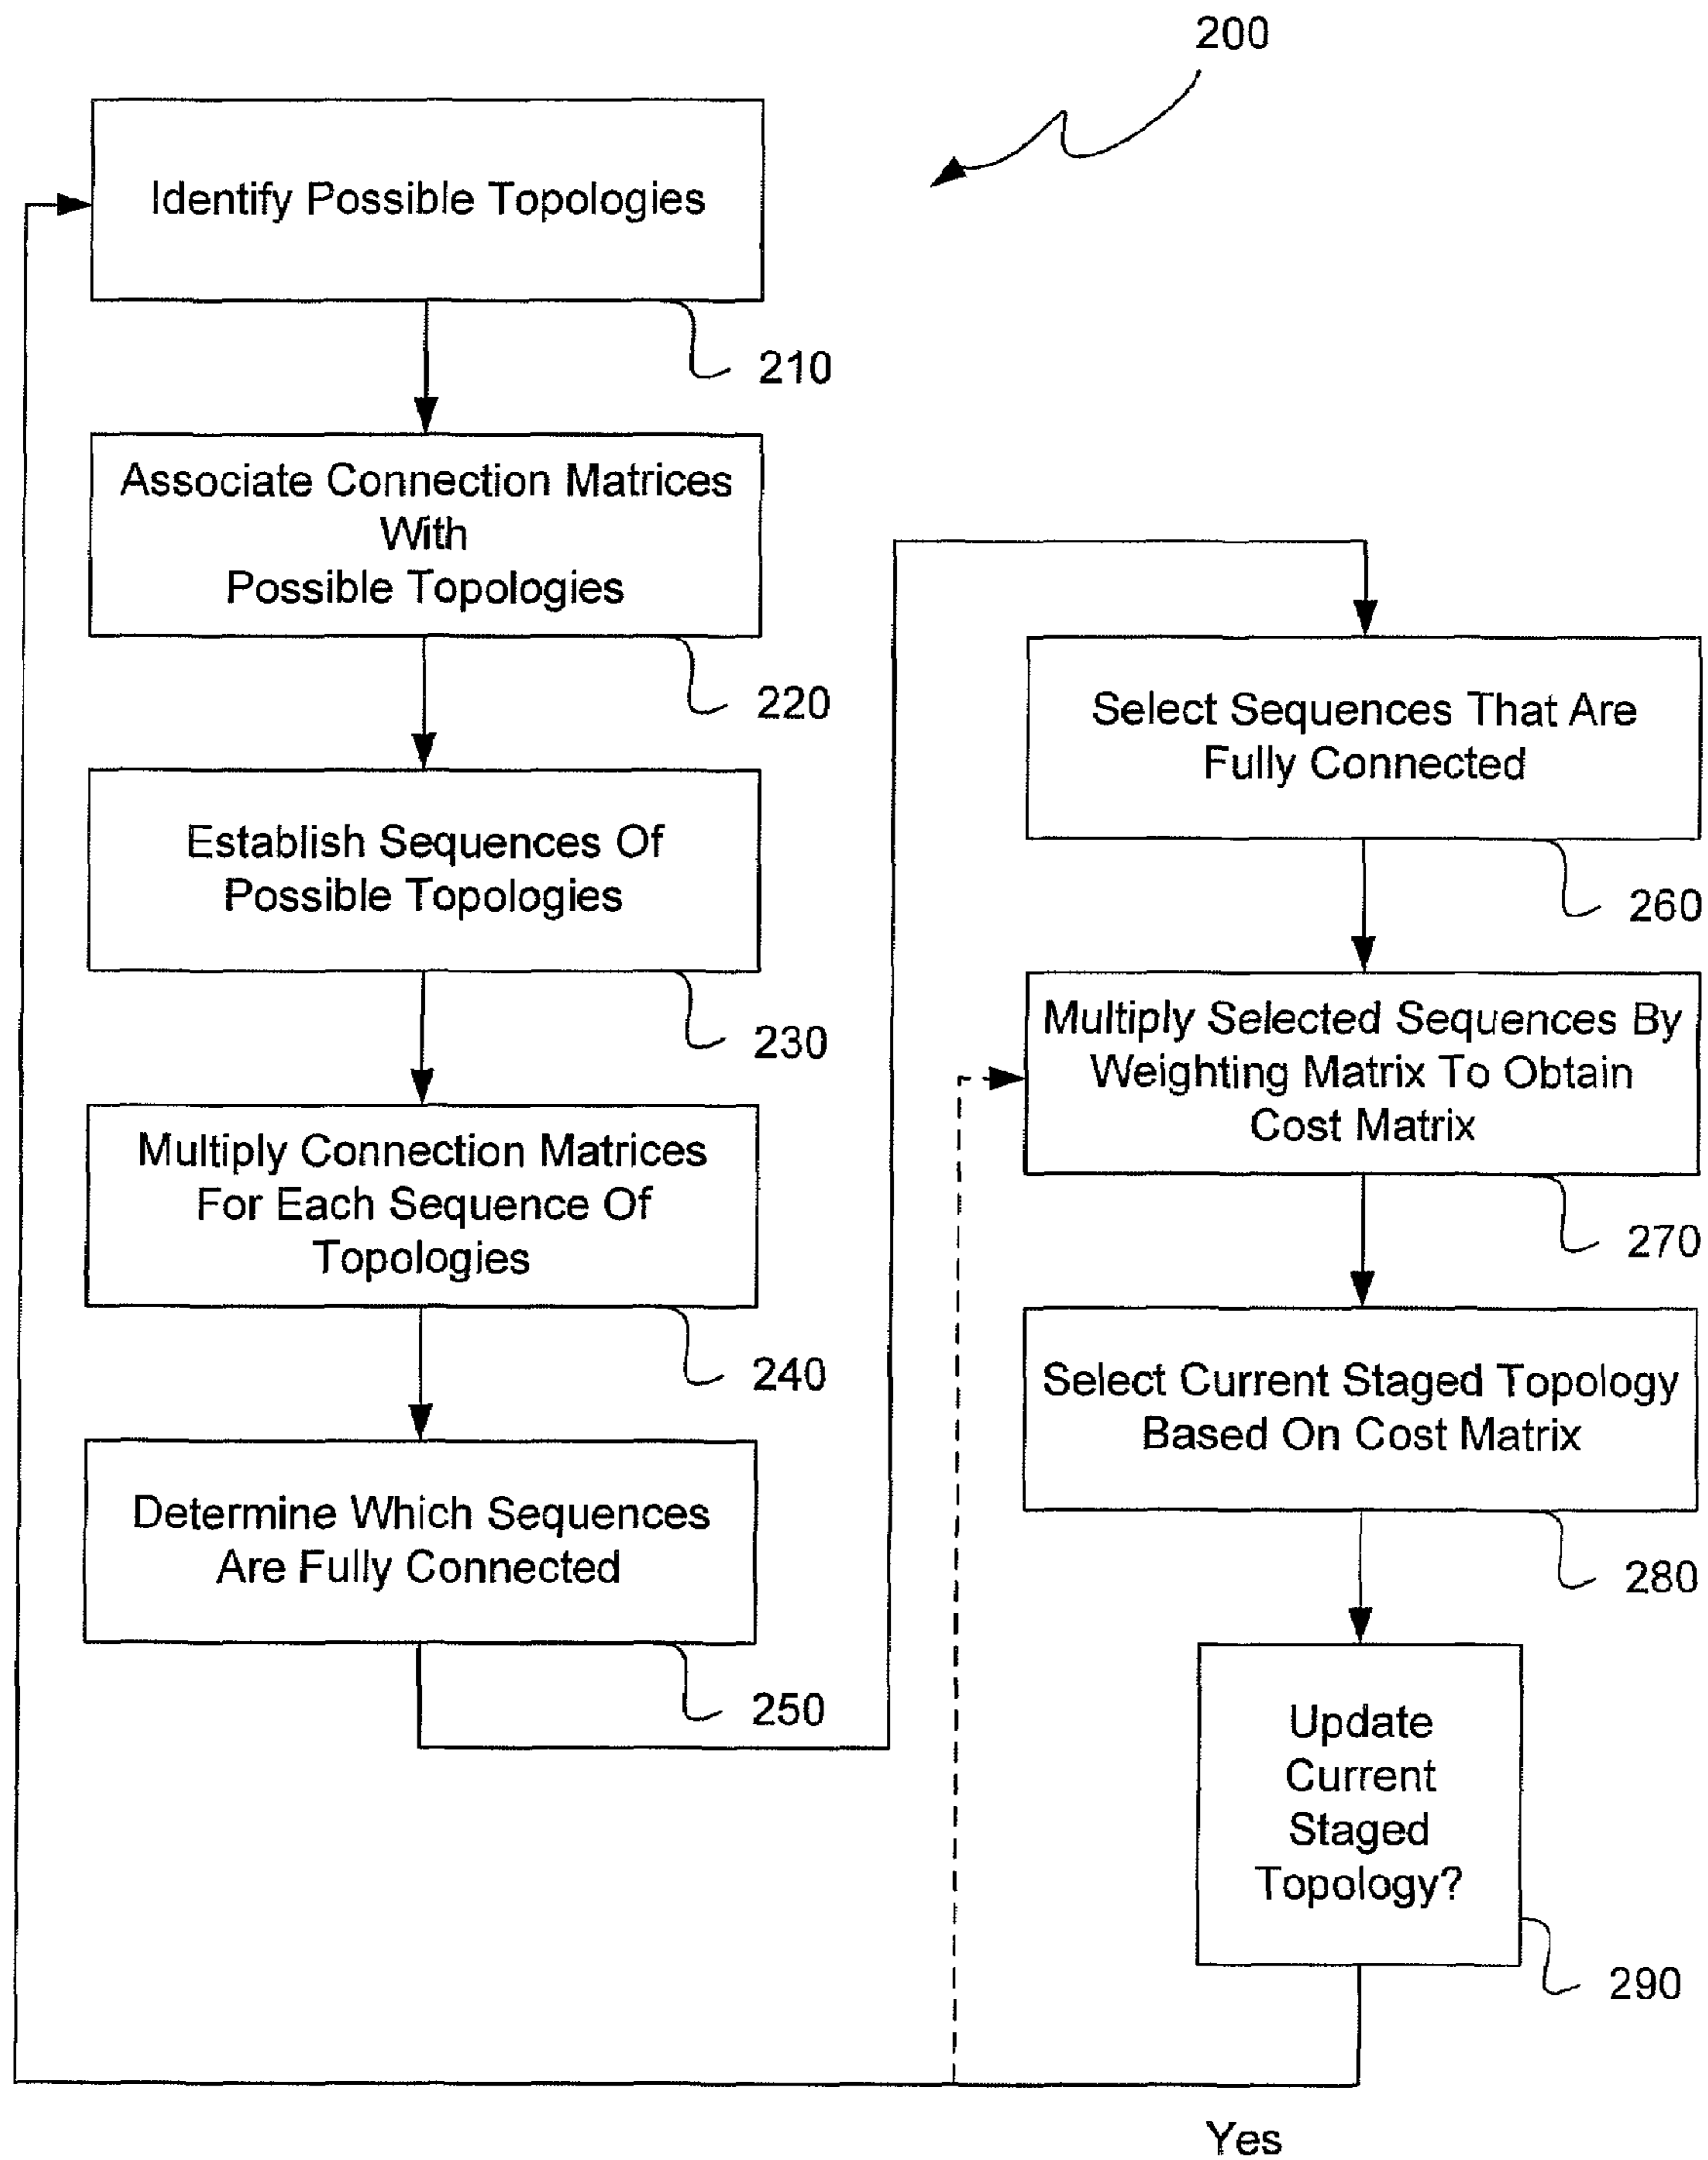 200
Identify Possible Topologies
210
Associate Connection Matrices
With
Possible Topologies
220
Establish Sequences Of
Possible Topologies
230
Multiply Connection Matrices
For Each Sequence Of
Topologies
240
Determine Which Sequences
Are Fully Connected
250
Select Sequences That Are
Fully Connected
260
Multiply Selected Sequences By
Weighting Matrix To Obtain
Cost Matrix
270
Select Current Staged Topology
Based On Cost Matrix
280
Update
Current
Staged
Topology?
290
Yes